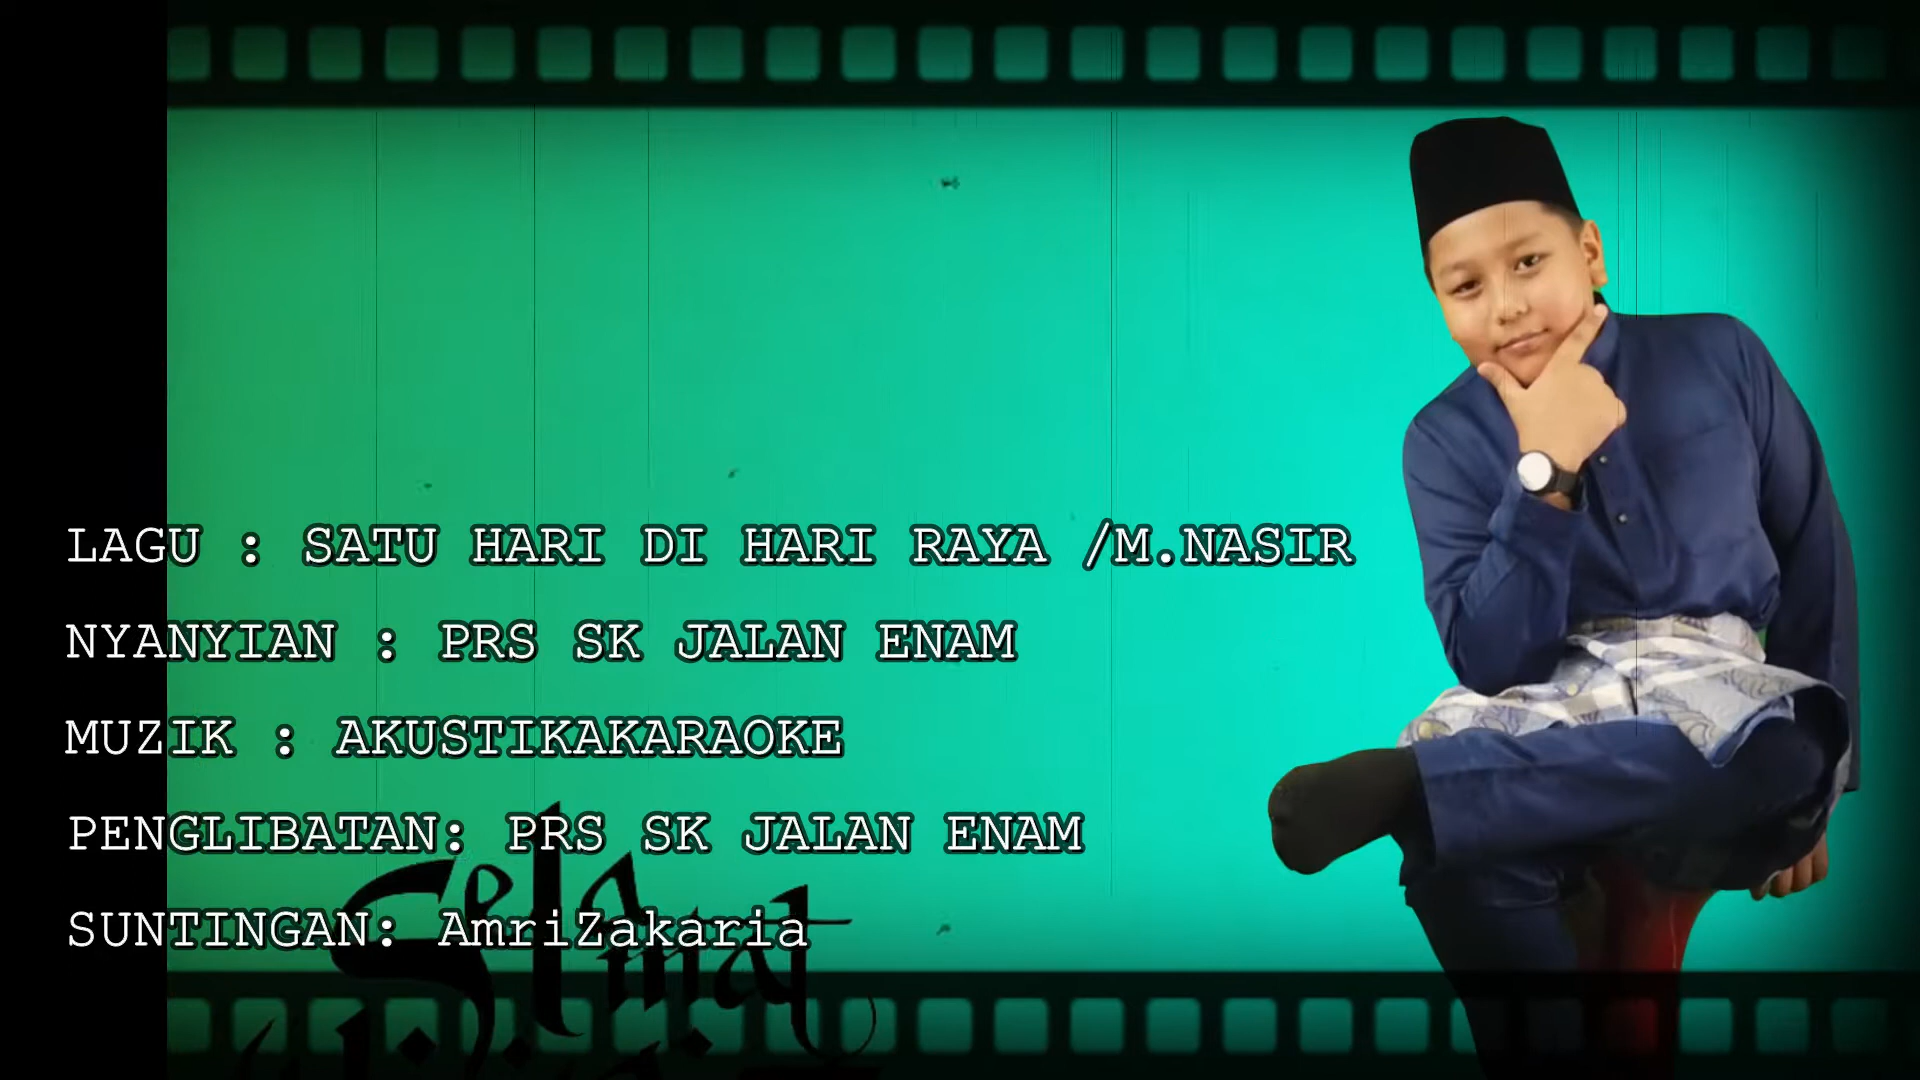 LAGU : SATU HARI DI HARI RAYA /M.NASIR
NYANYIAN : PRS SK JALAN ENAM
MUZIK : AKUSTIKAKARAOKE
PENGLIBATAN: PRS SK JALAN ENAM
SUNTINGAN: AmriZakaria
Selamat